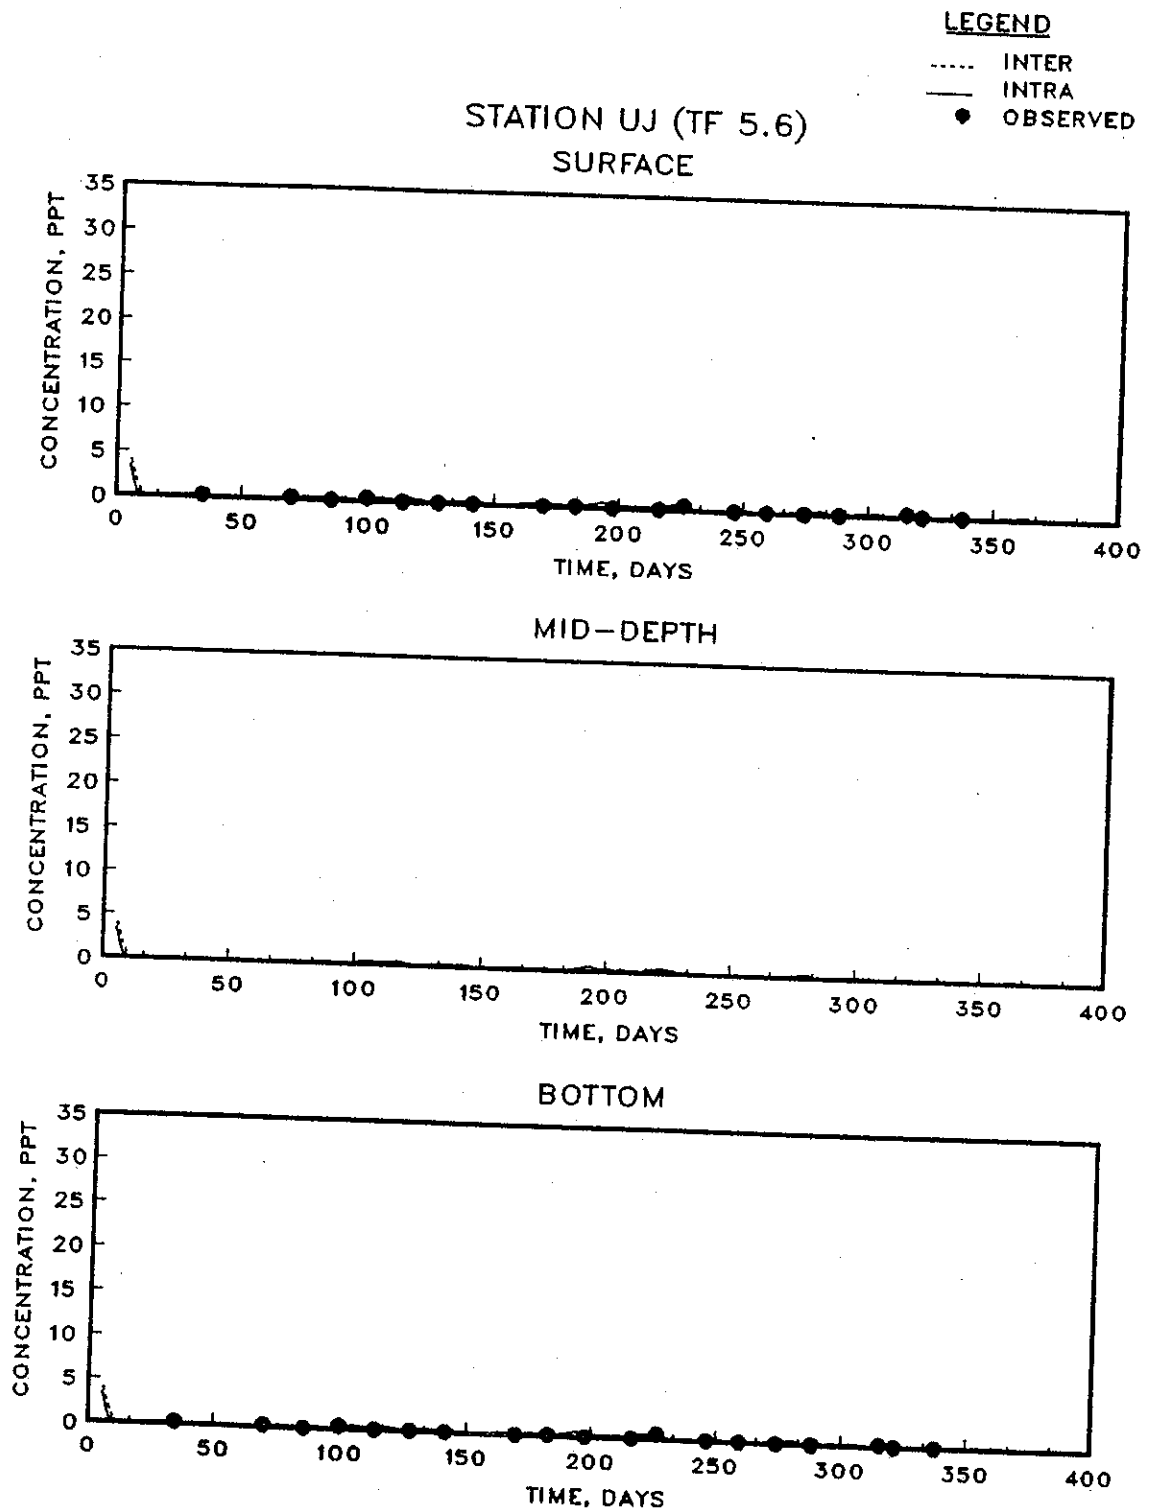 LEGEND
INTER
INTRA
OBSERVED
STATION UJ (TF 5.6)
SURFACE
CONCENTRATION, PPT
35
30
25
20
15
10
5
0
0 50 100 150 200 250 300 350 400
TIME, DAYS
MID-DEPTH
CONCENTRATION, PPT
35
30
25
20
15
10
5
0
0 50 100 150 200 250 300 350 400
TIME, DAYS
BOTTOM
CONCENTRATION, PPT
35
30
25
20
15
10
5
0
0 50 100 150 200 250 300 350 400
TIME, DAYS